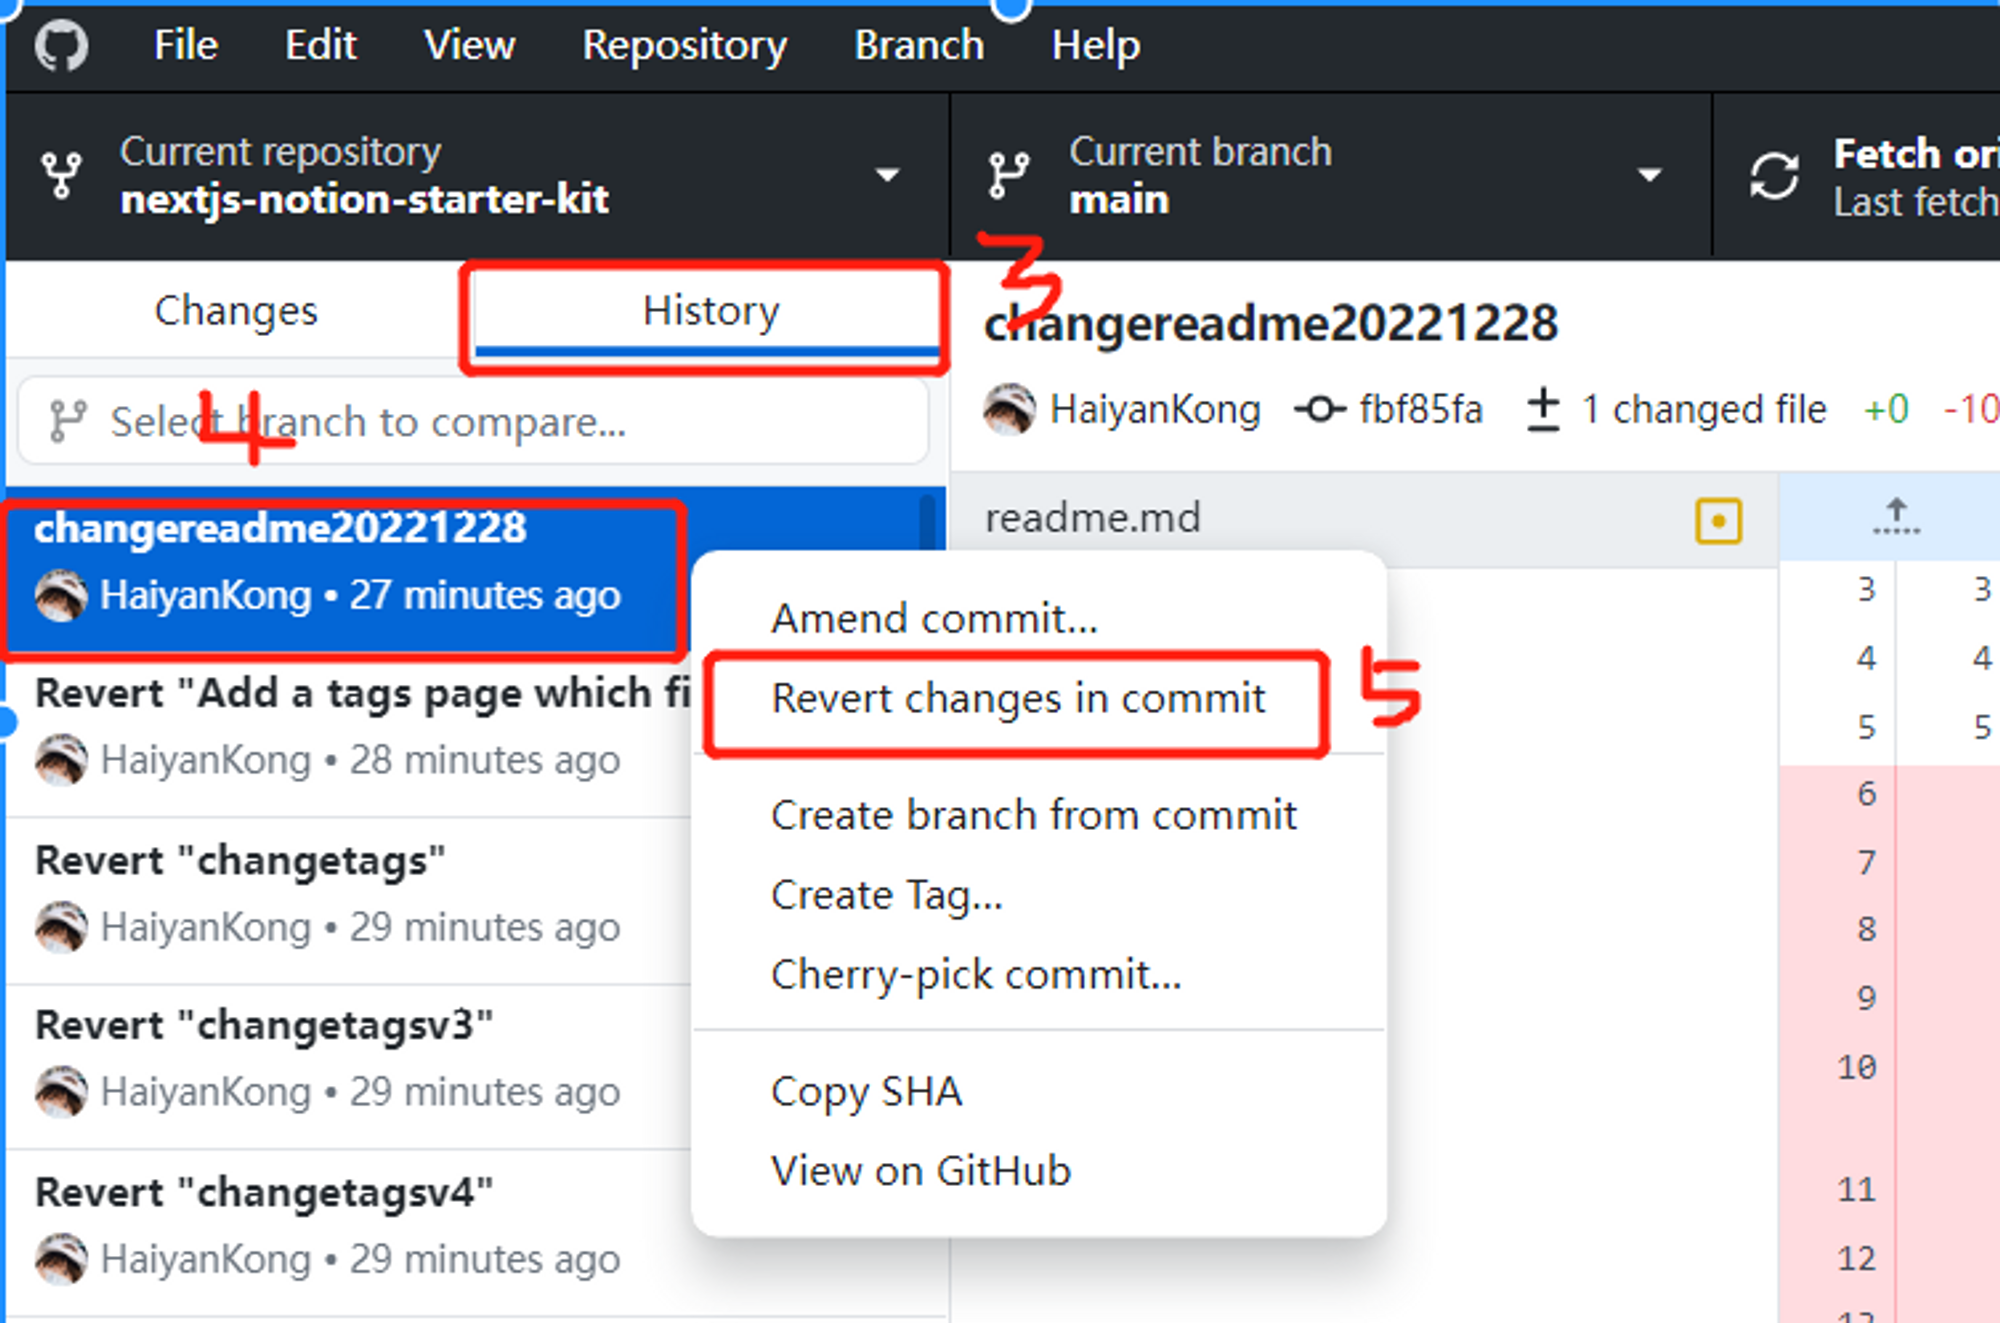 File Edit View Repository Branch Help
Current repository
nextjs-notion-starter-kit
Current branch
main
Fetch ori
Last fetch
3
Changes
History
4
Select branch to compare...
changereadme20221228
HaiyanKong • 27 minutes ago
Revert "Add a tags page which fi
HaiyanKong • 28 minutes ago
Revert "changetags"
HaiyanKong • 29 minutes ago
Revert "changetagsv3"
HaiyanKong • 29 minutes ago
Revert "changetagsv4"
HaiyanKong • 29 minutes ago
changereadme20221228
HaiyanKong fbf85fa 1 changed file +0 -10
readme.md
Amend commit...
Revert changes in commit
5
Create branch from commit
Create Tag...
Cherry-pick commit...
Copy SHA
View on GitHub
3 3
4 4
5 5
6
7
8
9
10
11
12